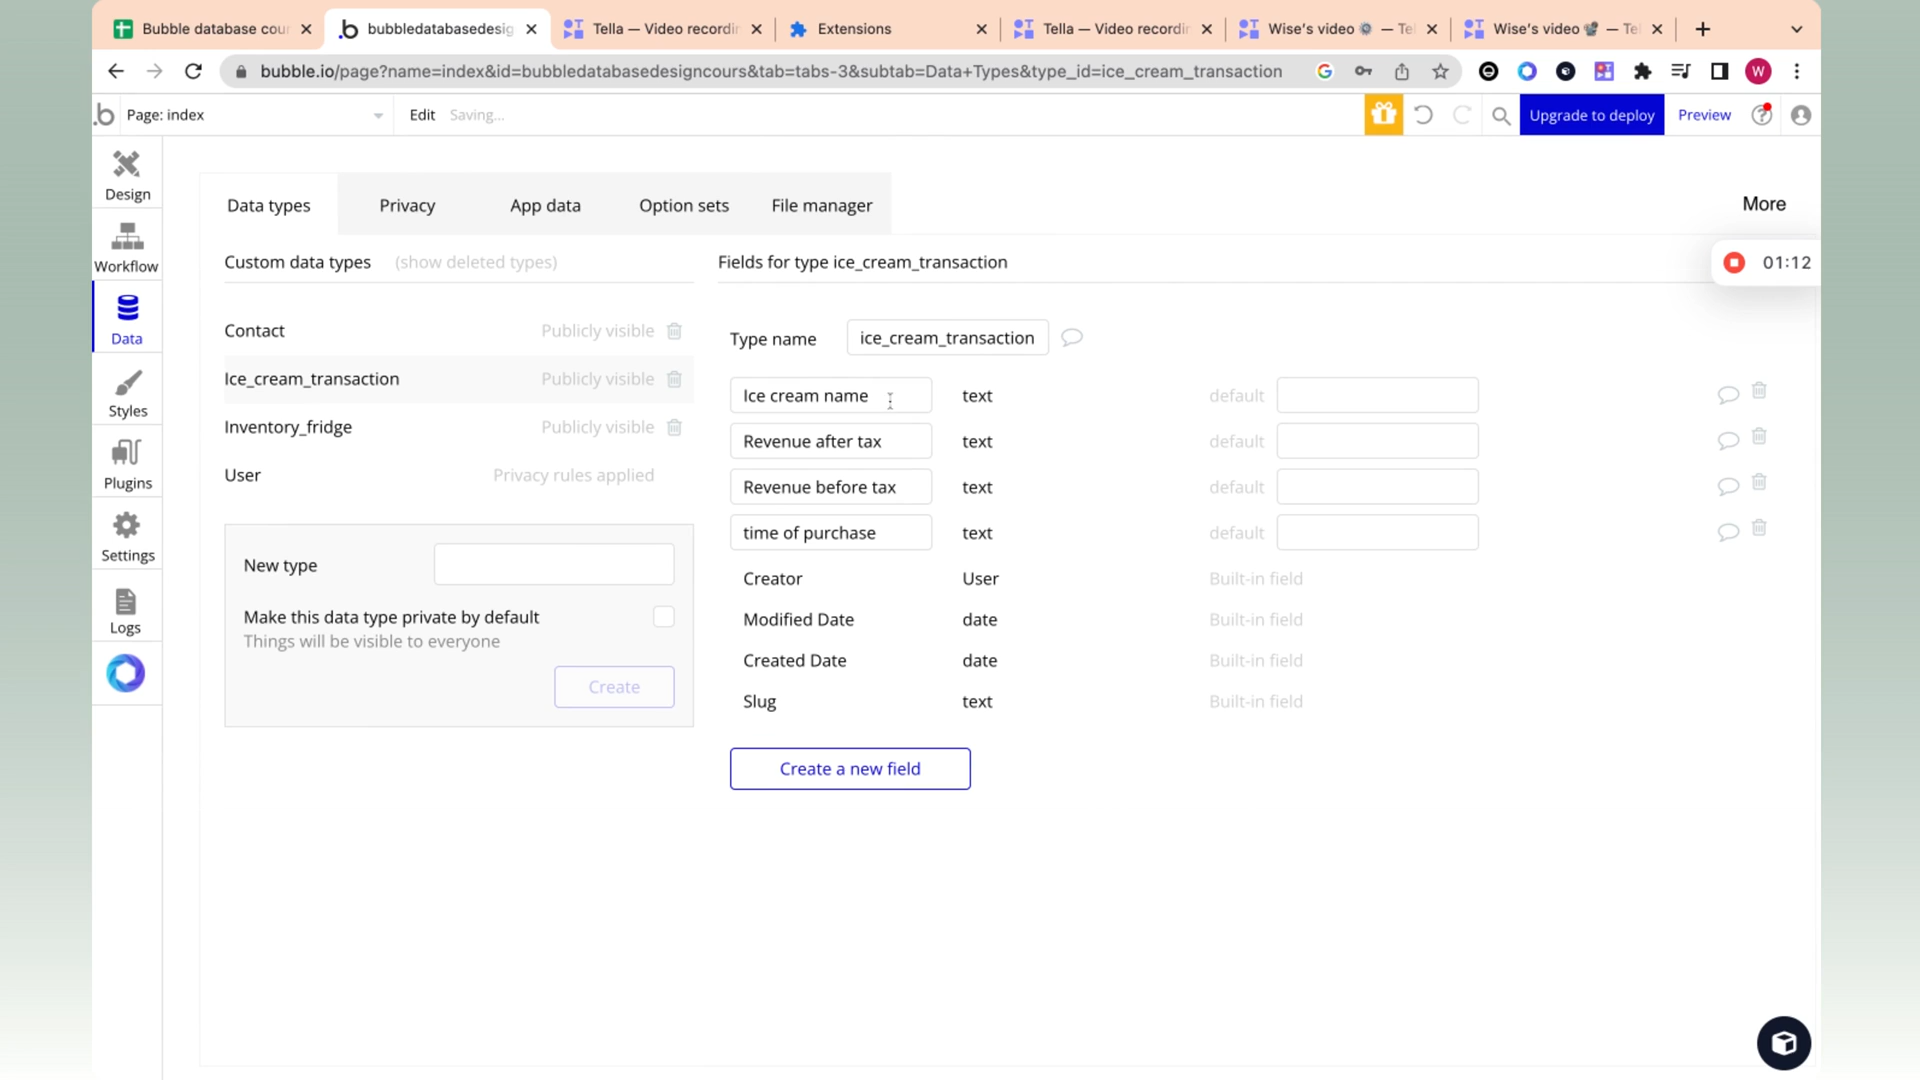 Bubble database cour
bubbledatabasedesig
Tella — Video recordin
Extensions
Tella — Video recordin
Wise's video — Tel
Wise's video — Tel
bubble.io/page?name=index&id=bubbledatabasedesigncours&tab=tabs-3&subtab=Data+Types&type_id=ice_cream_transaction
W
.b Page: index
Edit Saving...
Upgrade to deploy
Preview
Design
Workflow
Data
Styles
Plugins
Settings
Logs
Data types
Privacy
App data
Option sets
File manager
More
01:12
Custom data types (show deleted types)
Contact Publicly visible
Ice_cream_transaction Publicly visible
Inventory_fridge Publicly visible
User Privacy rules applied
New type
Make this data type private by default
Things will be visible to everyone
Create
Fields for type ice_cream_transaction
Type name ice_cream_transaction
Ice cream name text default
Revenue after tax text default
Revenue before tax text default
time of purchase text default
Creator User Built-in field
Modified Date date Built-in field
Created Date date Built-in field
Slug text Built-in field
Create a new field